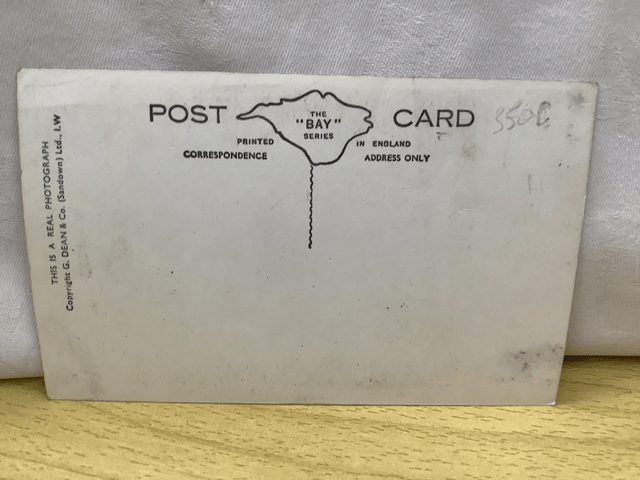 POST CARD
THE
"BAY"
SERIES
PRINTED IN ENGLAND
CORRESPONDENCE ADDRESS ONLY
THIS IS A REAL PHOTOGRAPH
Copyright G. DEAN & Co. (Sandown) Ltd., I.W